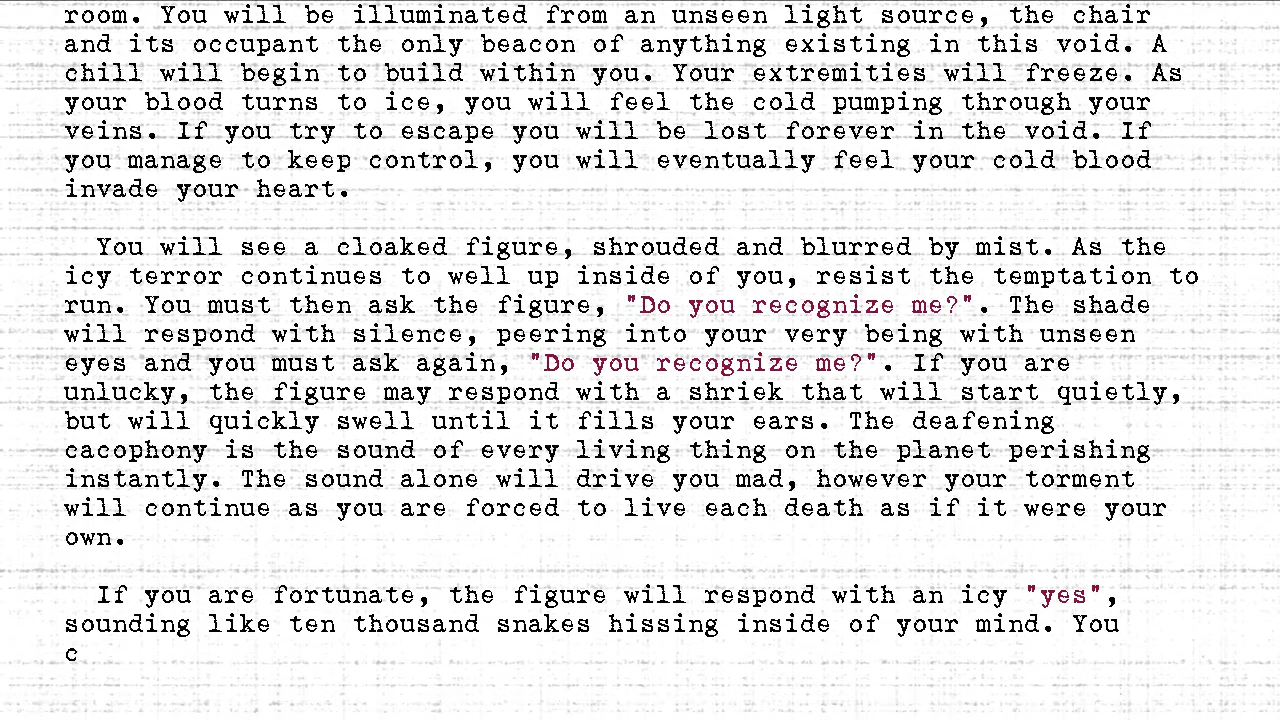 room. You will be illuminated from an unseen light source, the chair
and its occupant the only beacon of anything existing in this void. A
chill will begin to build within you. Your extremities will freeze. As
your blood turns to ice, you will feel the cold pumping through your
veins. If you try to escape you will be lost forever in the void. If
you manage to keep control, you will eventually feel your cold blood
invade your heart.
You will see a cloaked figure, shrouded and blurred by mist. As the
icy terror continues to well up inside of you, resist the temptation to
run. You must then ask the figure, "Do you recognize me?". The shade
will respond with silence, peering into your very being with unseen
eyes and you must ask again, "Do you recognize me?". If you are
unlucky, the figure may respond with a shriek that will start quietly,
but will quickly swell until it fills your ears. The deafening
cacophony is the sound of every living thing on the planet perishing
instantly. The sound alone will drive you mad, however your torment
will continue as you are forced to live each death as if it were your
own.
If you are fortunate, the figure will respond with an icy "yes",
sounding like ten thousand snakes hissing inside of your mind. You
c